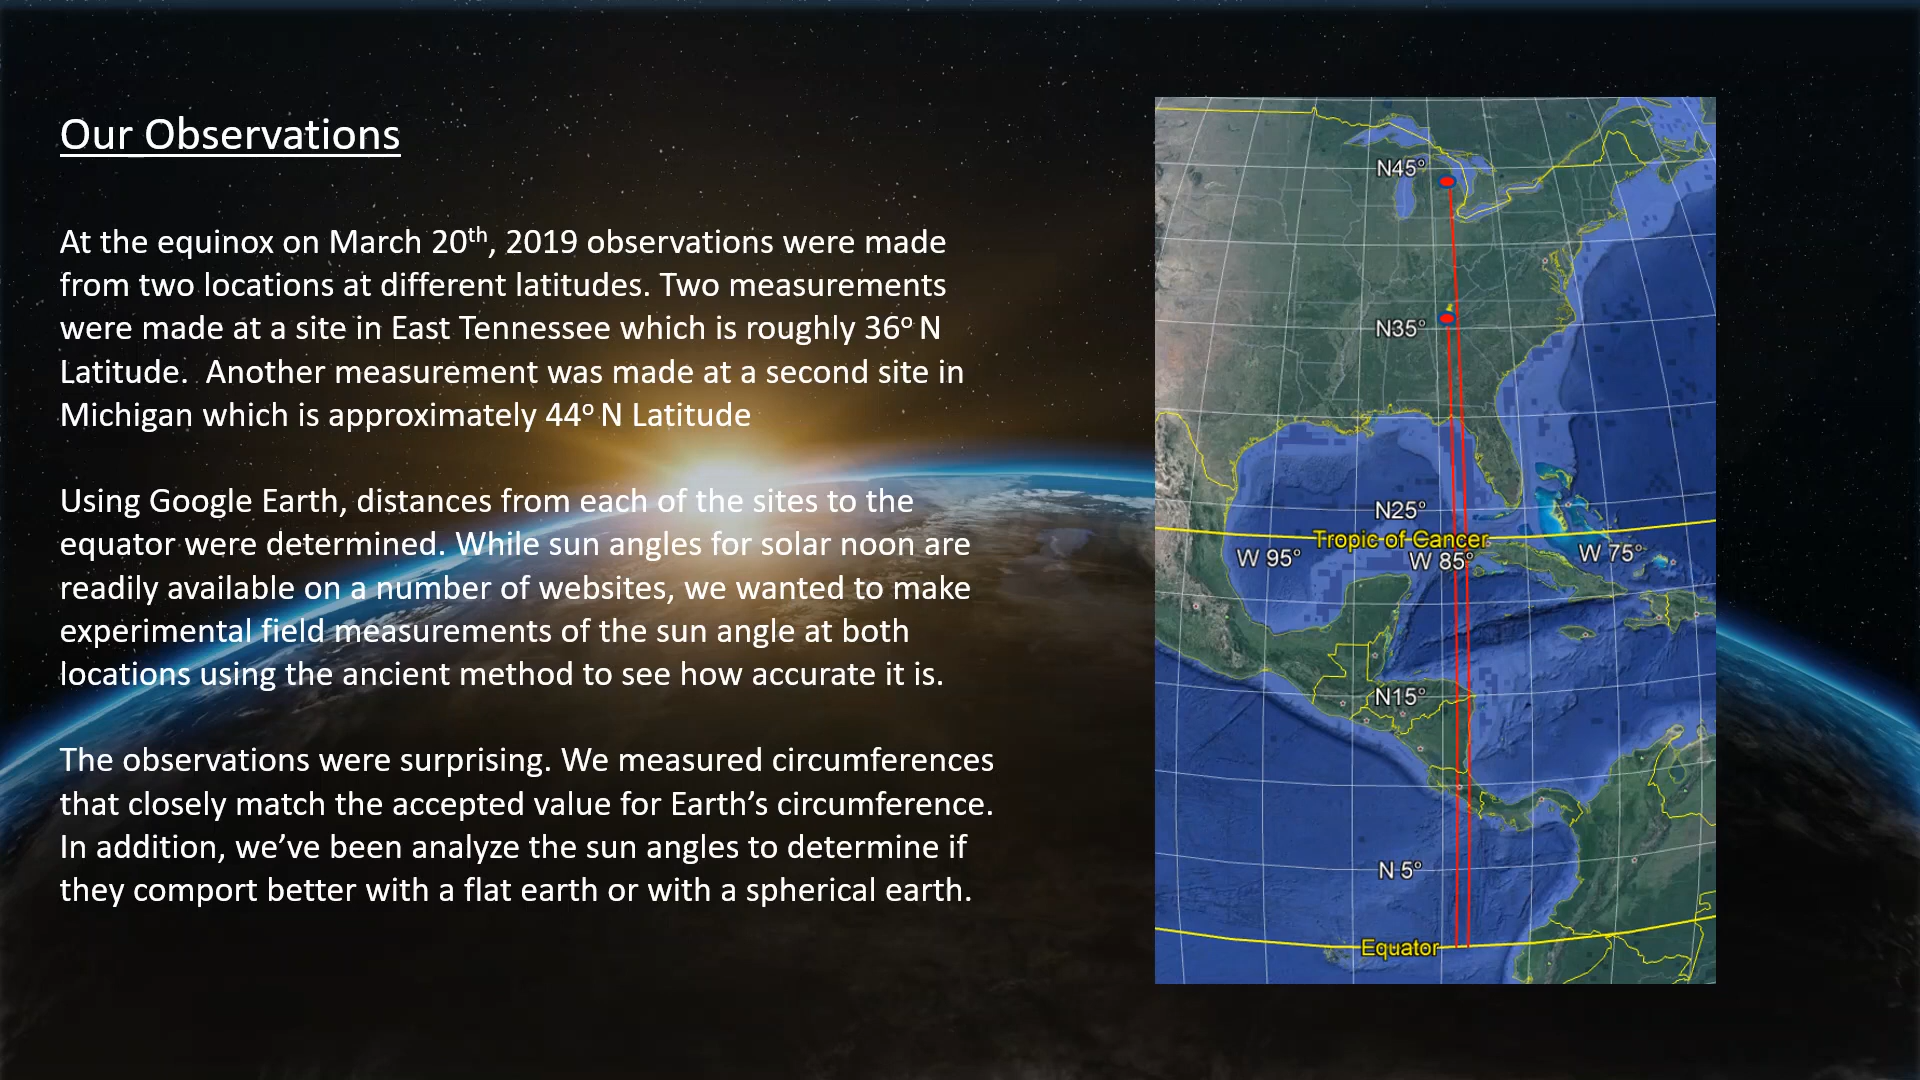 Our Observations
At the equinox on March 20th, 2019 observations were made
from two locations at different latitudes. Two measurements
were made at a site in East Tennessee which is roughly 36o N
Latitude.  Another measurement was made at a second site in
Michigan which is approximately 44o N Latitude
Using Google Earth, distances from each of the sites to the
equator were determined. While sun angles for solar noon are
readily available on a number of websites, we wanted to make
experimental field measurements of the sun angle at both
locations using the ancient method to see how accurate it is.
The observations were surprising. We measured circumferences
that closely match the accepted value for Earth’s circumference.
In addition, we’ve been analyze the sun angles to determine if
they comport better with a flat earth or with a spherical earth.
N45°
N35°
N25°
Tropic of Cancer
W 95°
W 85°
W 75°
N15°
N 5°
Equator